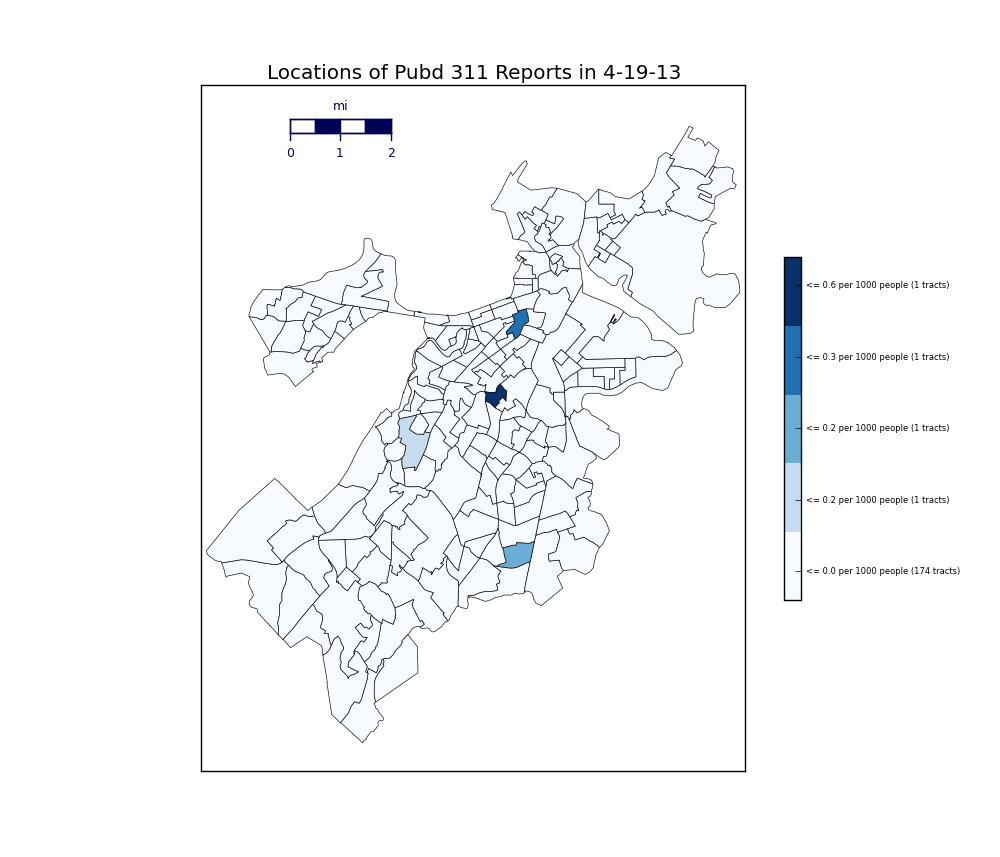 Locations of Pubd 311 Reports in 4-19-13
mi
0 1 2
<= 0.6 per 1000 people (1 tracts)
<= 0.3 per 1000 people (1 tracts)
<= 0.2 per 1000 people (1 tracts)
<= 0.2 per 1000 people (1 tracts)
<= 0.0 per 1000 people (174 tracts)